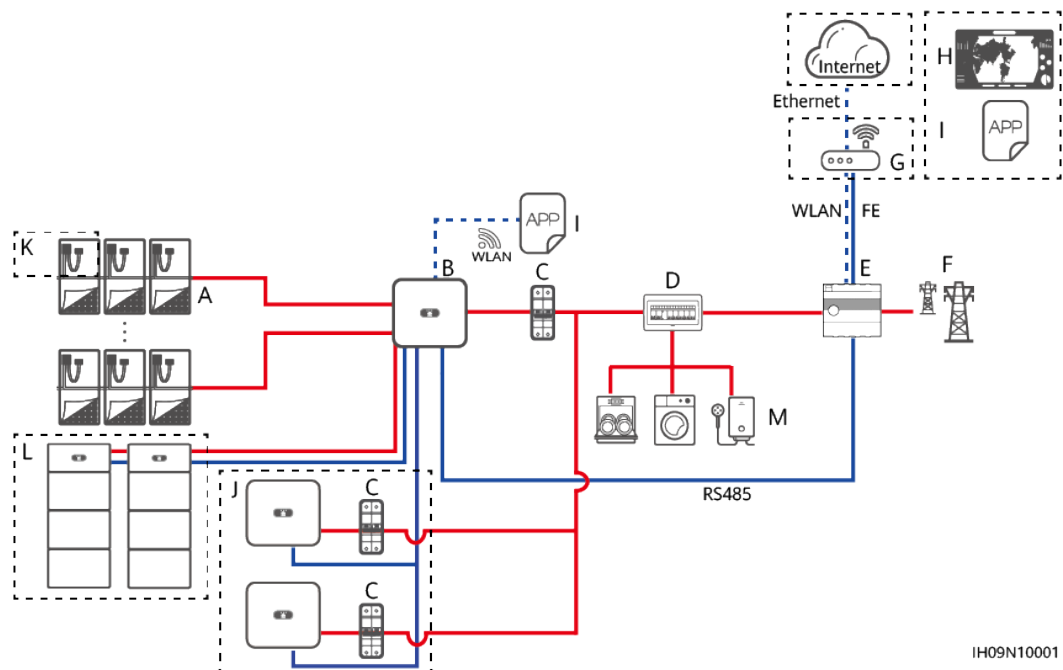 Internet
H
Ethernet
I
APP
G
WLAN
FE
K
APP
I
WLAN
B
C
A
D
E
F
M
L
RS485
J
C
C
IH09N10001